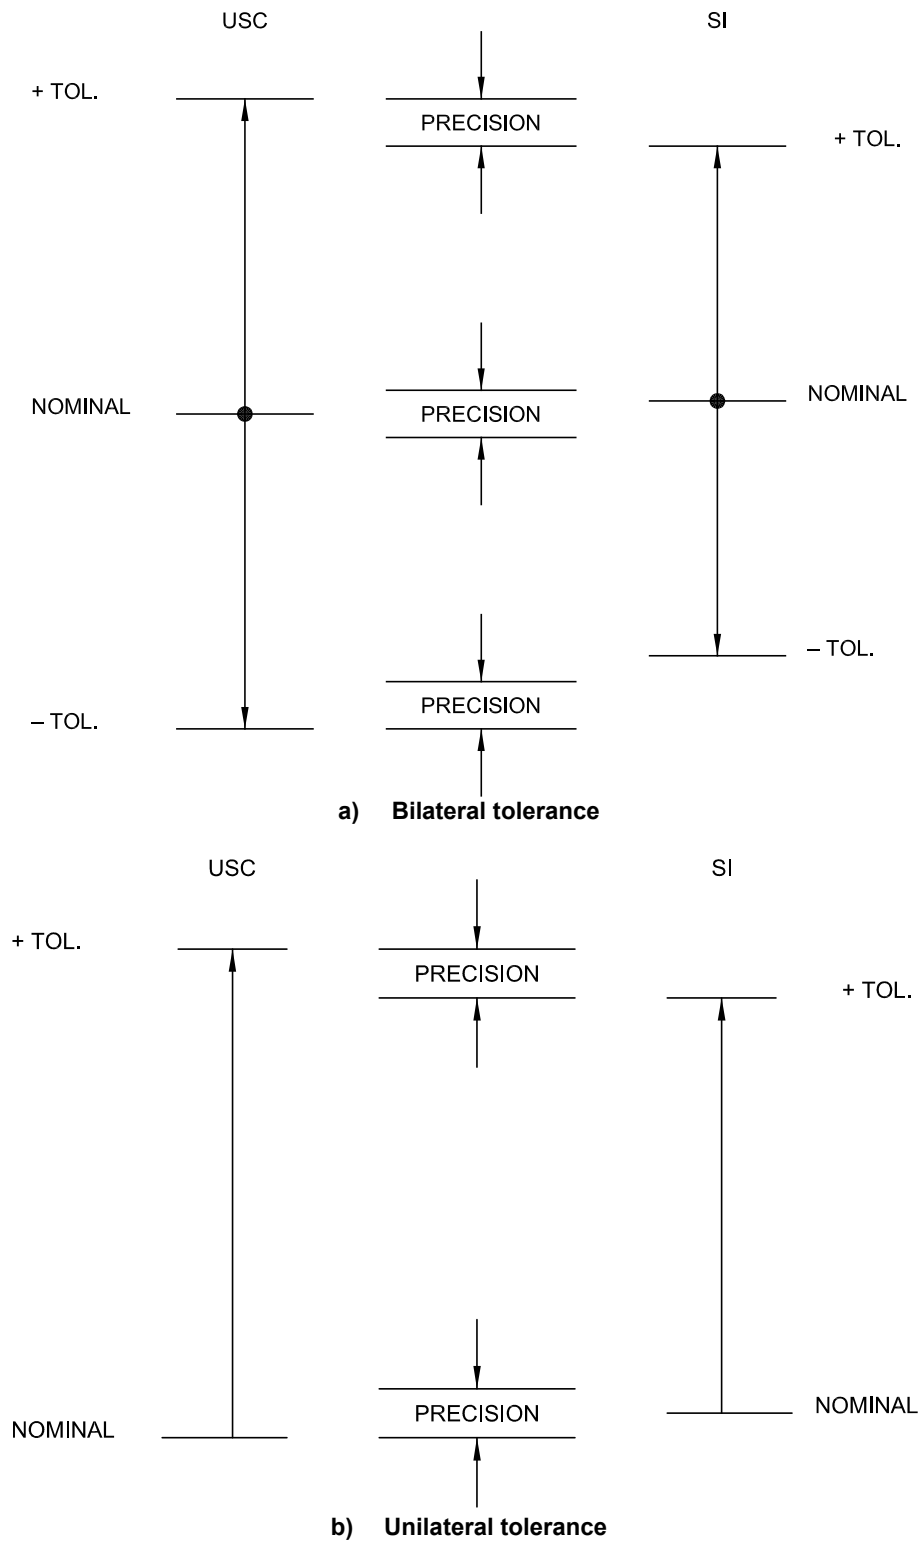 USC
SI
+ TOL.
PRECISION
+ TOL.
NOMINAL
PRECISION
NOMINAL
– TOL.
PRECISION
– TOL.
a) Bilateral tolerance
USC
SI
+ TOL.
PRECISION
+ TOL.
NOMINAL
PRECISION
NOMINAL
b) Unilateral tolerance